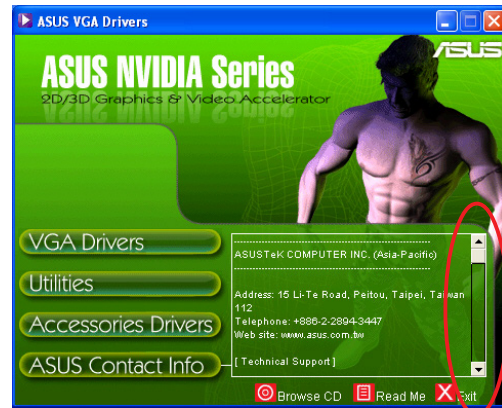 ASUS VGA Drivers
/ISUS
ASUS NVIDIA Series
2D/3D Graphics & Video Accelerator
VGA Drivers
Utilities
Accessories Drivers
ASUS Contact Info
ASUSTeK COMPUTER INC. (Asia-Pacific)
Address: 15 Li-Te Road, Peitou, Taipei, Taiwan
112
Telephone: +886-2-2894-3447
Web site: www.asus.com.tw
[ Technical Support ]
Browse CD Read Me Exit